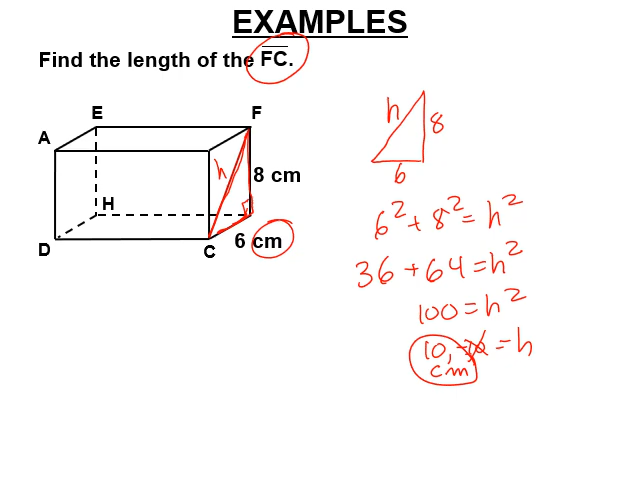 EXAMPLES
Find the length of the FC.
E
F
A
h
8
h
8 cm
6
H
6 cm
D
C
6² + 8² = h²
36 + 64 = h²
100 = h²
10, -10 = h
cm